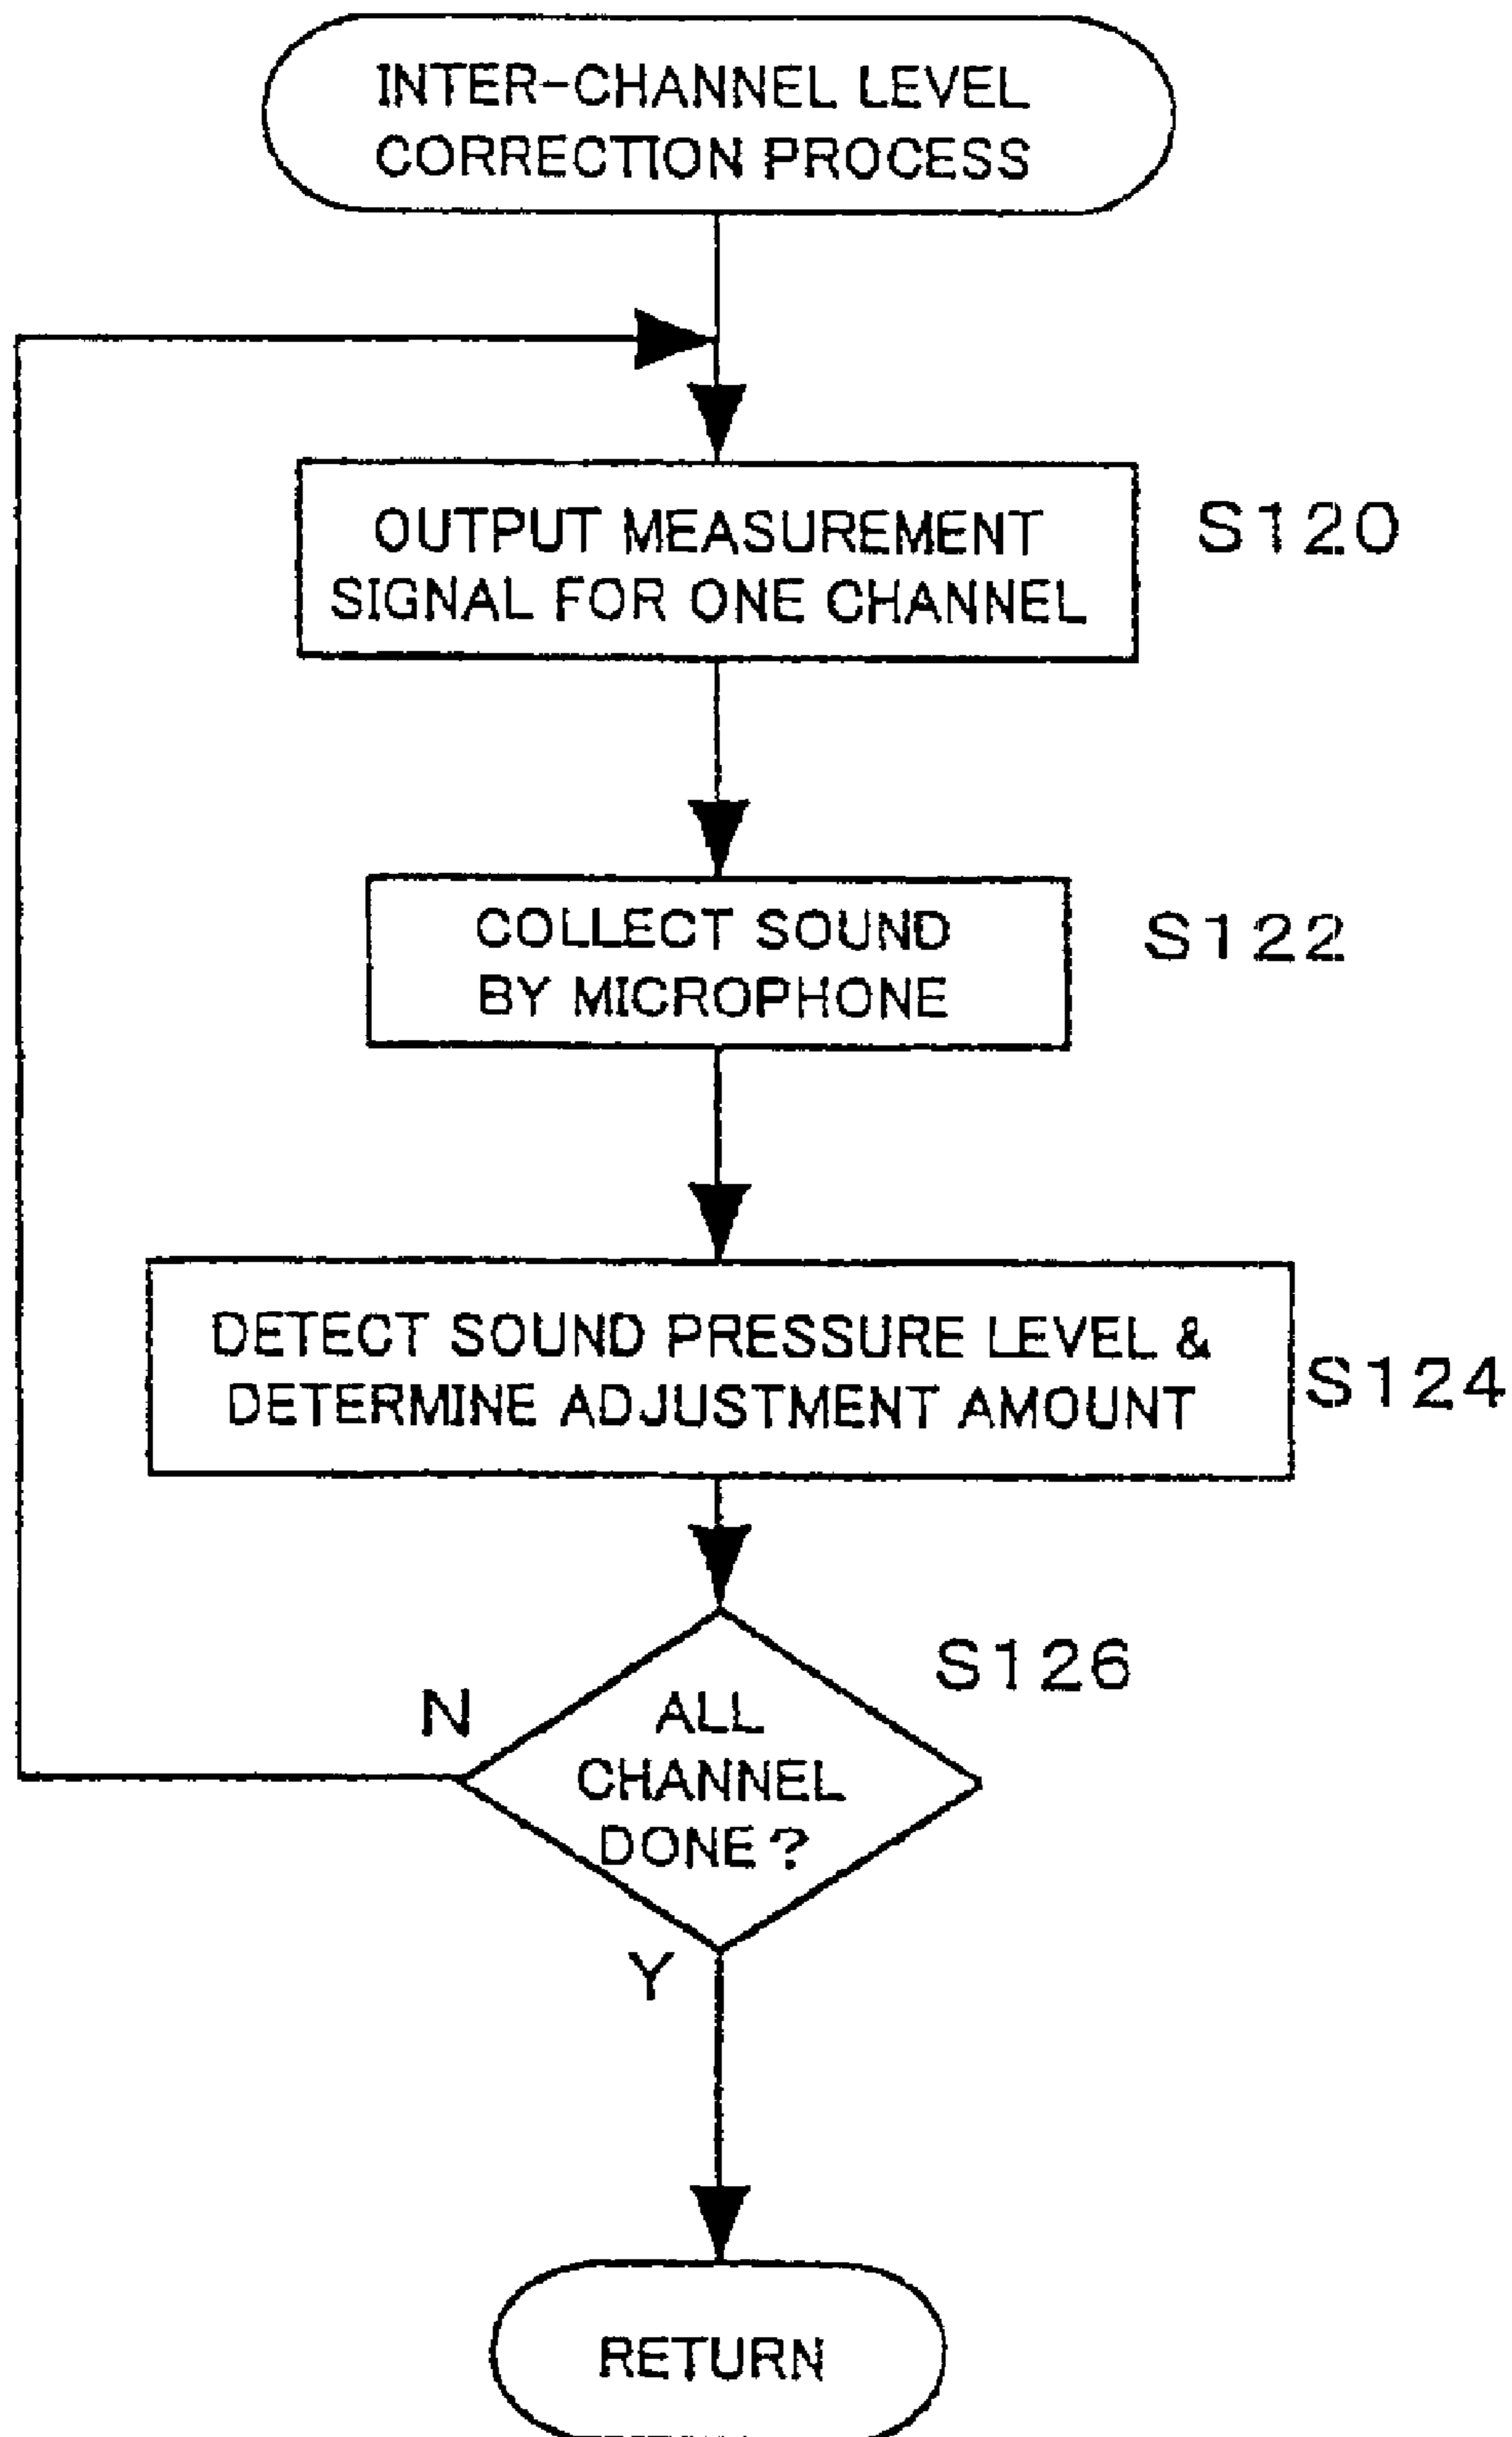 INTER-CHANNEL LEVEL
CORRECTION PROCESS
OUTPUT MEASUREMENT
SIGNAL FOR ONE CHANNEL
S120
COLLECT SOUND
BY MICROPHONE
S122
DETECT SOUND PRESSURE LEVEL &
DETERMINE ADJUSTMENT AMOUNT
S124
S126
N
ALL
CHANNEL
DONE?
Y
RETURN